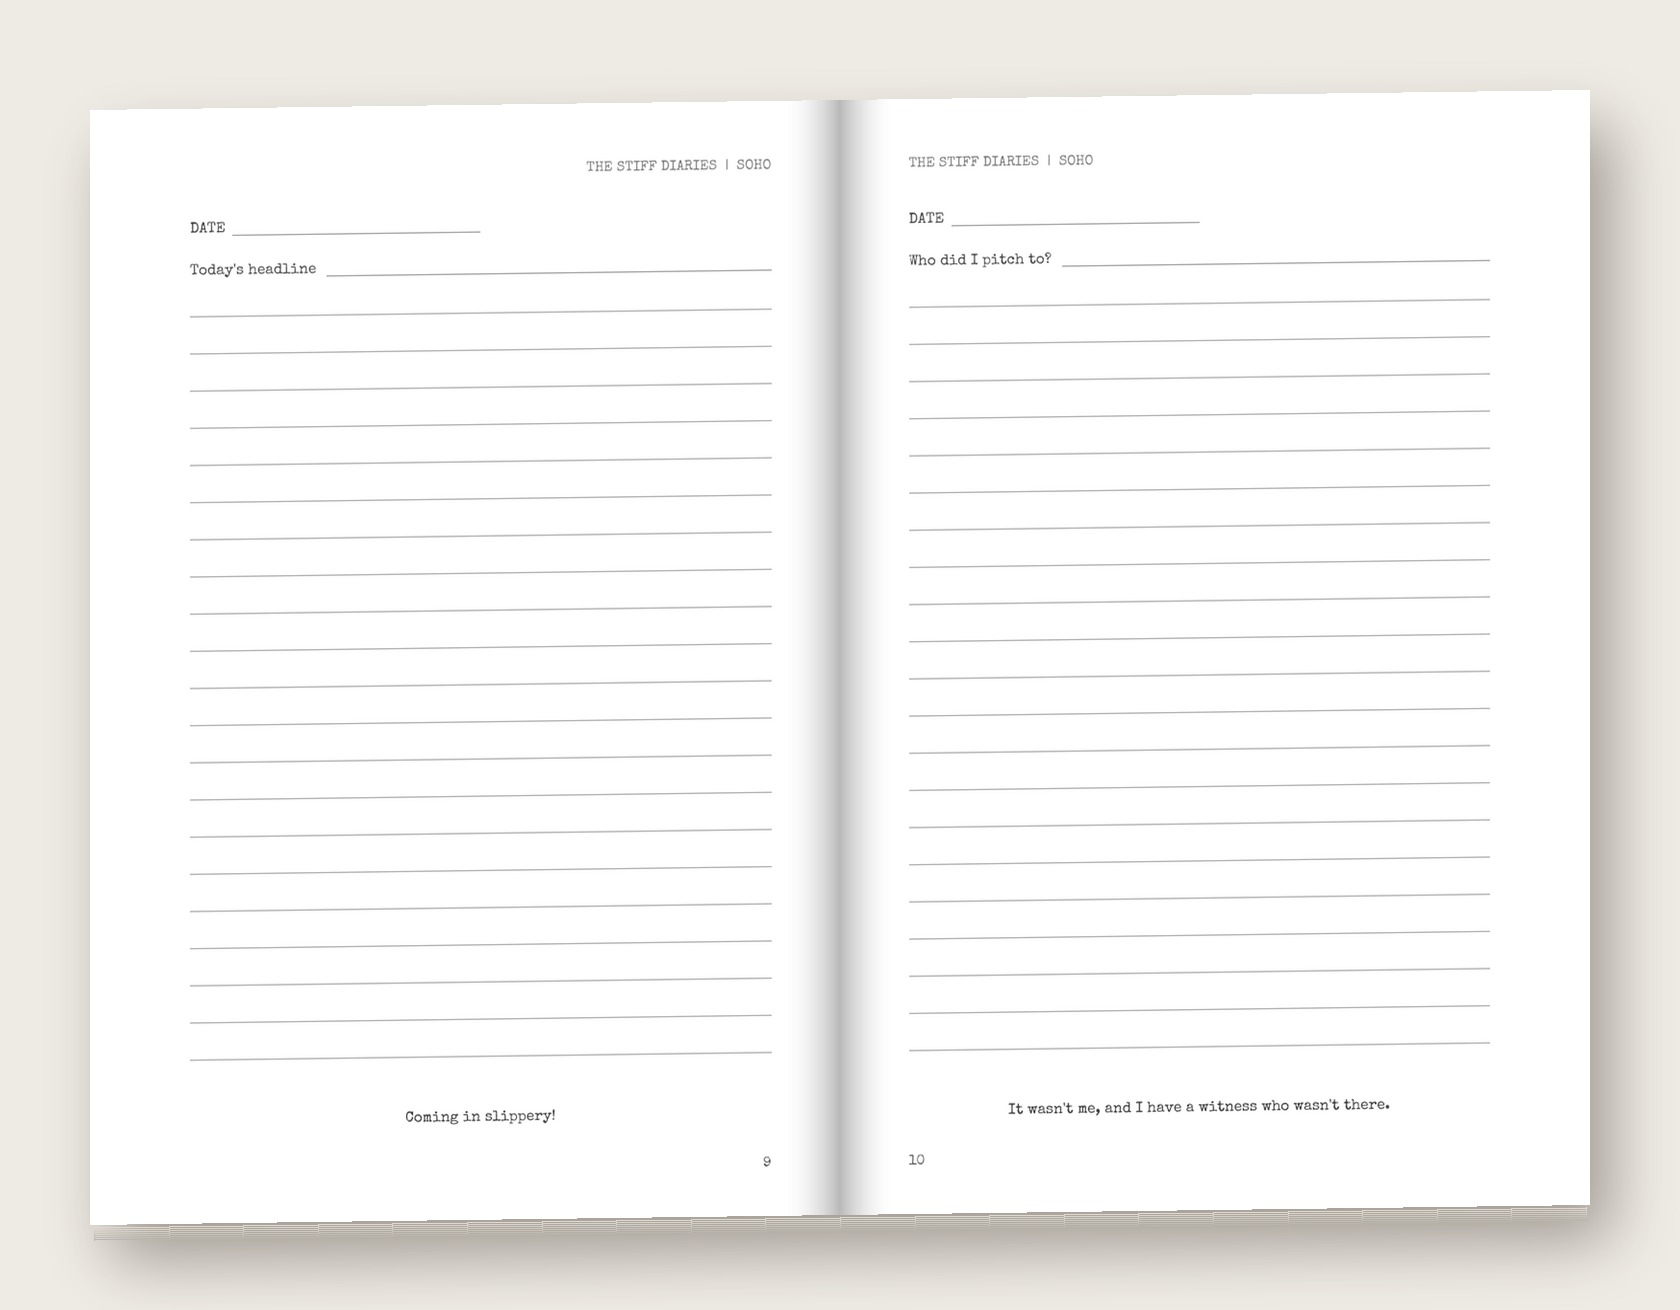 THE STIFF DIARIES | SOHO
DATE
Today's headline
Coming in slippery!
9
THE STIFF DIARIES | SOHO
DATE
Who did I pitch to?
It wasn't me, and I have a witness who wasn't there.
10